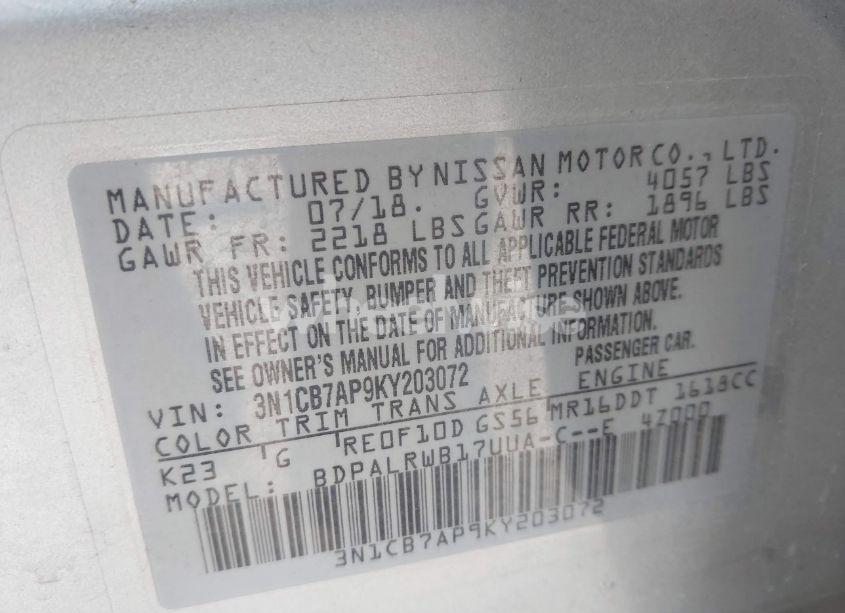 MANUFACTURED BY NISSAN MOTOR CO., LTD.
DATE: 07/18. GVWR: 4057 LBS
GAWR FR: 2218 LBS GAWR RR: 1896 LBS
THIS VEHICLE CONFORMS TO ALL APPLICABLE FEDERAL MOTOR
VEHICLE SAFETY, BUMPER AND THEFT PREVENTION STANDARDS
IN EFFECT ON THE DATE OF MANUFACTURE SHOWN ABOVE.
SEE OWNER'S MANUAL FOR ADDITIONAL INFORMATION.
VIN: 3N1CB7AP9KY203072 PASSENGER CAR.
COLOR TRIM TRANS AXLE ENGINE
K23 G RE0F10D GS56 MR16DDT 1618CC
MODEL: BDPALRWB17UUA-C--E 4Z000
3N1CB7AP9KY203072